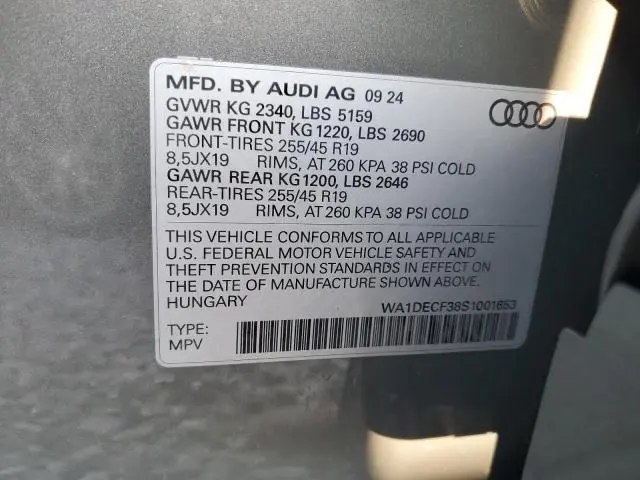 MFD. BY AUDI AG 09 24
GVWR KG 2340, LBS 5159
GAWR FRONT KG 1220, LBS 2690
FRONT-TIRES 255/45 R19
8,5JX19 RIMS, AT 260 KPA 38 PSI COLD
GAWR REAR KG 1200, LBS 2646
REAR-TIRES 255/45 R19
8,5JX19 RIMS, AT 260 KPA 38 PSI COLD
THIS VEHICLE CONFORMS TO ALL APPLICABLE
U.S. FEDERAL MOTOR VEHICLE SAFETY AND
THEFT PREVENTION STANDARDS IN EFFECT ON
THE DATE OF MANUFACTURE SHOWN ABOVE.
HUNGARY
WA1DECF38S1001653
TYPE:
MPV